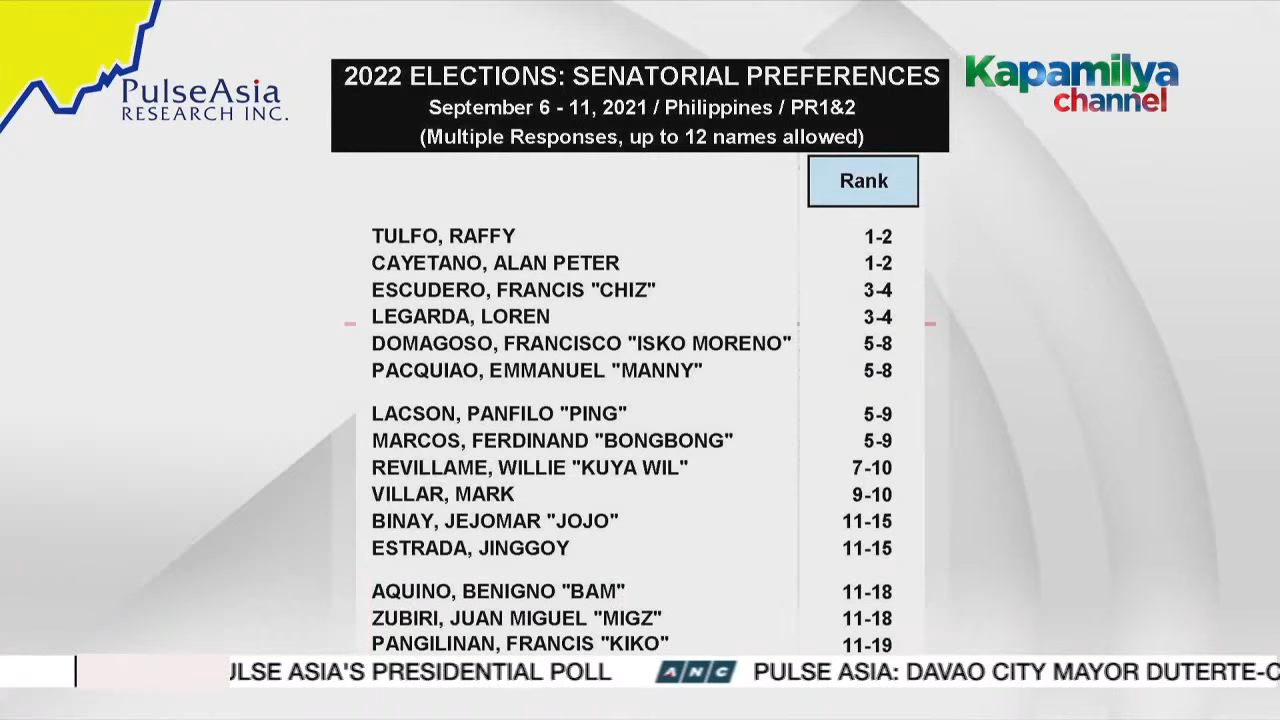 PulseAsia
RESEARCH INC.
2022 ELECTIONS: SENATORIAL PREFERENCES
September 6 - 11, 2021 / Philippines / PR1&2
(Multiple Responses, up to 12 names allowed)
Kapamilya
channel
Rank
TULFO, RAFFY 1-2
CAYETANO, ALAN PETER 1-2
ESCUDERO, FRANCIS "CHIZ" 3-4
LEGARDA, LOREN 3-4
DOMAGOSO, FRANCISCO "ISKO MORENO" 5-8
PACQUIAO, EMMANUEL "MANNY" 5-8
LACSON, PANFILO "PING" 5-9
MARCOS, FERDINAND "BONGBONG" 5-9
REVILLAME, WILLIE "KUYA WIL" 7-10
VILLAR, MARK 9-10
BINAY, JEJOMAR "JOJO" 11-15
ESTRADA, JINGGOY 11-15
AQUINO, BENIGNO "BAM" 11-18
ZUBIRI, JUAN MIGUEL "MIGZ" 11-18
PANGILINAN, FRANCIS "KIKO" 11-19
ULSE ASIA'S PRESIDENTIAL POLL ANC PULSE ASIA: DAVAO CITY MAYOR DUTERTE-C